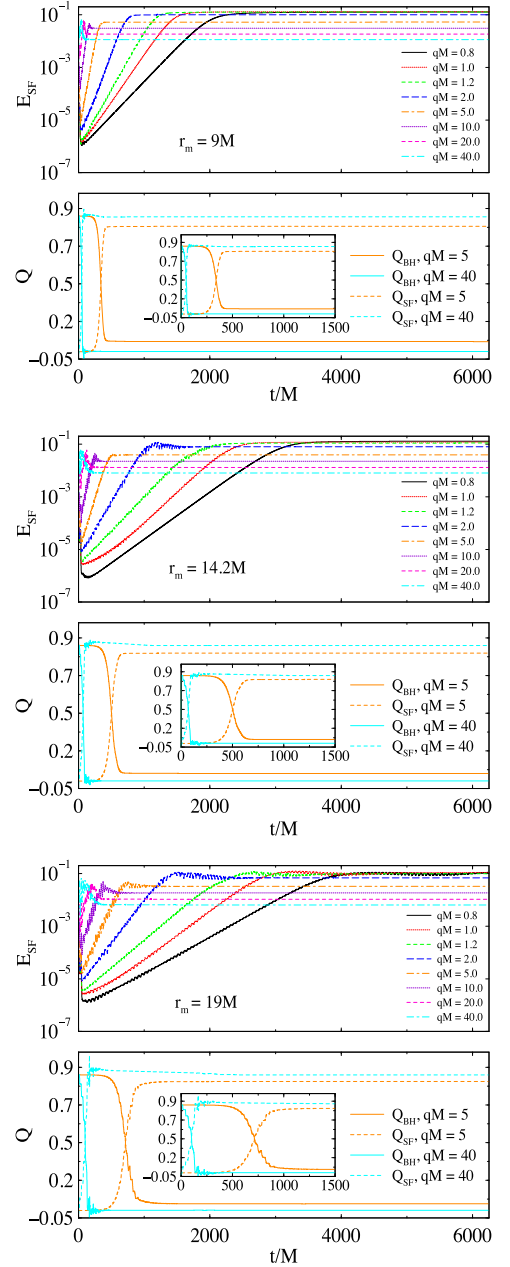 10⁻¹
10⁻³
10⁻⁵
10⁻⁷
E_SF
r_m = 9M
qM = 0.8
qM = 1.0
qM = 1.2
qM = 2.0
qM = 5.0
qM = 10.0
qM = 20.0
qM = 40.0
0.9
0.7
0.5
0.2
−0.05
Q
0.9
0.7
0.5
0.2
−0.05
0 500 1000 1500
Q_BH, qM = 5
Q_BH, qM = 40
Q_SF, qM = 5
Q_SF, qM = 40
0 2000 4000 6000
t/M
10⁻¹
10⁻³
10⁻⁵
10⁻⁷
E_SF
r_m = 14.2M
qM = 0.8
qM = 1.0
qM = 1.2
qM = 2.0
qM = 5.0
qM = 10.0
qM = 20.0
qM = 40.0
0.9
0.7
0.5
0.2
−0.05
Q
0.9
0.7
0.5
0.2
−0.05
0 500 1000 1500
Q_BH, qM = 5
Q_SF, qM = 5
Q_BH, qM = 40
Q_SF, qM = 40
0 2000 4000 6000
t/M
10⁻¹
10⁻³
10⁻⁵
10⁻⁷
E_SF
r_m = 19M
qM = 0.8
qM = 1.0
qM = 1.2
qM = 2.0
qM = 5.0
qM = 10.0
qM = 20.0
qM = 40.0
0.9
0.7
0.5
0.2
−0.05
Q
0.9
0.7
0.5
0.2
0.05
0 500 1000 1500
Q_BH, qM = 5
Q_SF, qM = 5
Q_BH, qM = 40
Q_SF, qM = 40
0 2000 4000 6000
t/M